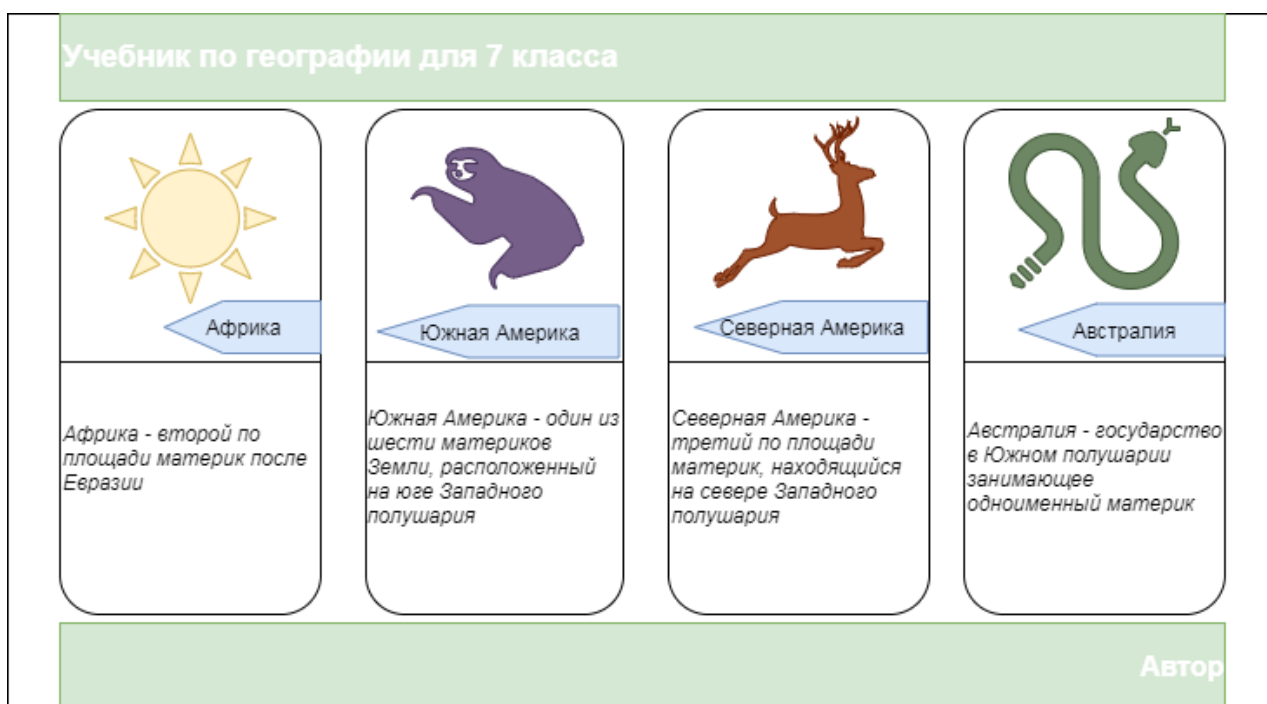 Учебник по географии для 7 класса
Африка
Южная Америка
Северная Америка
Австралия
Африка - второй по
площади материк после
Евразии
Южная Америка - один из
шести материков
Земли, расположенный
на юге Западного
полушария
Северная Америка -
третий по площади
материк, находящийся
на севере Западного
полушария
Австралия - государство
в Южном полушарии
занимающее
одноименный материк
Автор